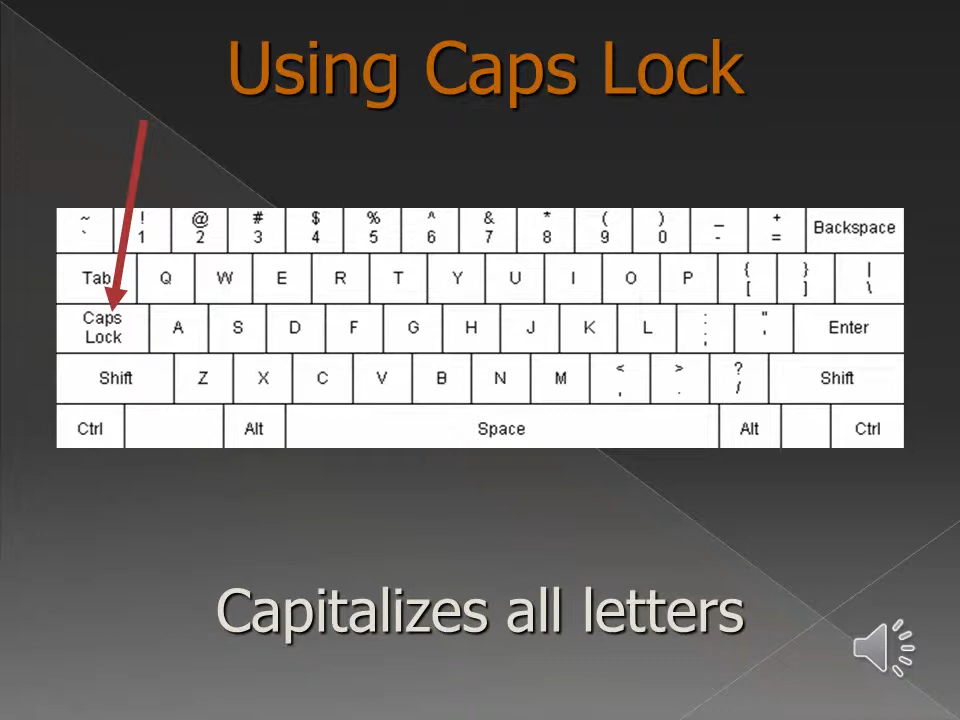 Using Caps Lock
~ ! @ # $ % ^ & * ( ) _ +
` 1 2 3 4 5 6 7 8 9 0 - = Backspace
Tab Q W E R T Y U I O P { } |
[ ] \
Caps Lock A S D F G H J K L : " Enter
; '
Shift Z X C V B N M < > ? Shift
, . /
Ctrl Alt Space Alt Ctrl
Capitalizes all letters